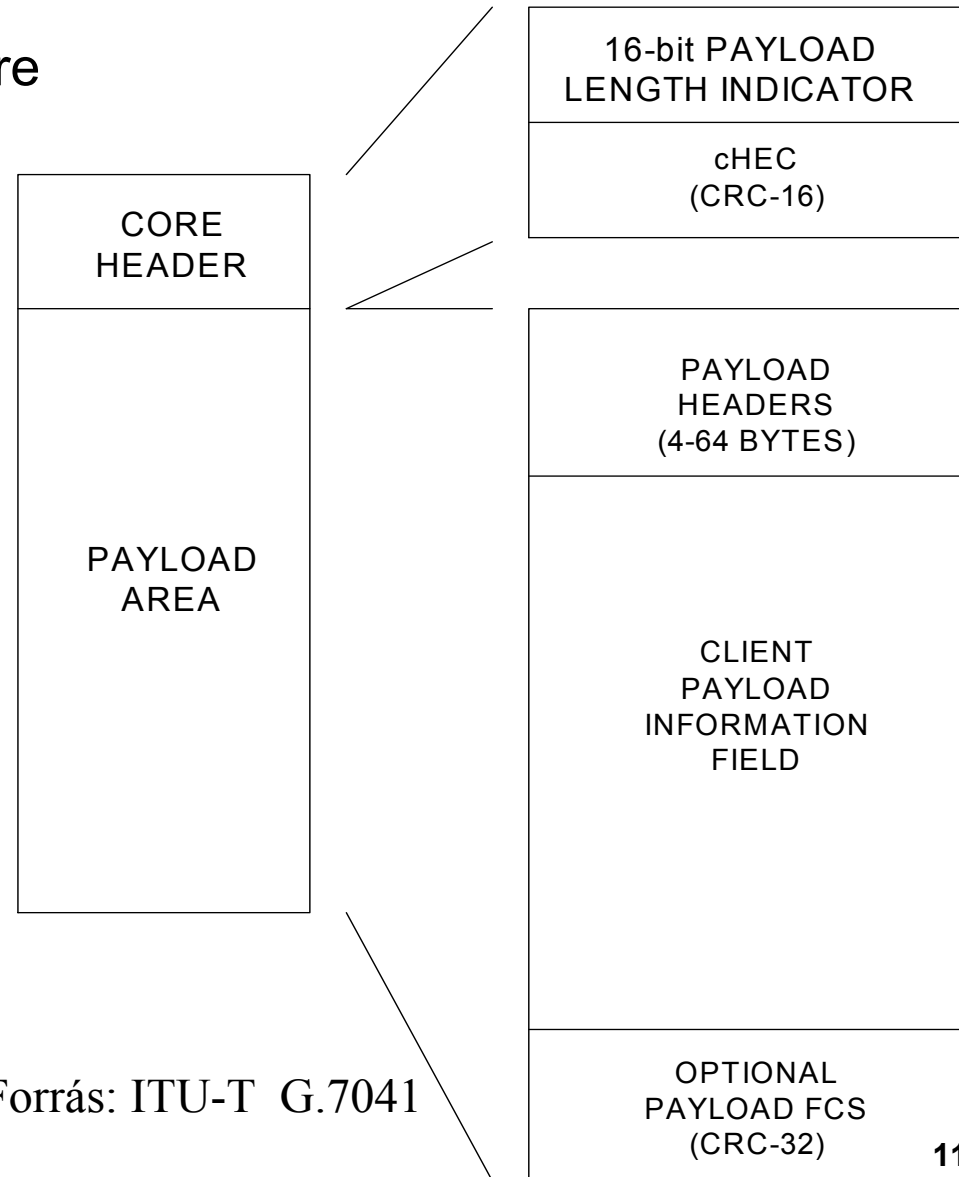 re
16-bit PAYLOAD
LENGTH INDICATOR
cHEC
(CRC-16)
CORE
HEADER
PAYLOAD
HEADERS
(4-64 BYTES)
PAYLOAD
AREA
CLIENT
PAYLOAD
INFORMATION
FIELD
OPTIONAL
PAYLOAD FCS
(CRC-32)
Forrás: ITU-T G.7041
11